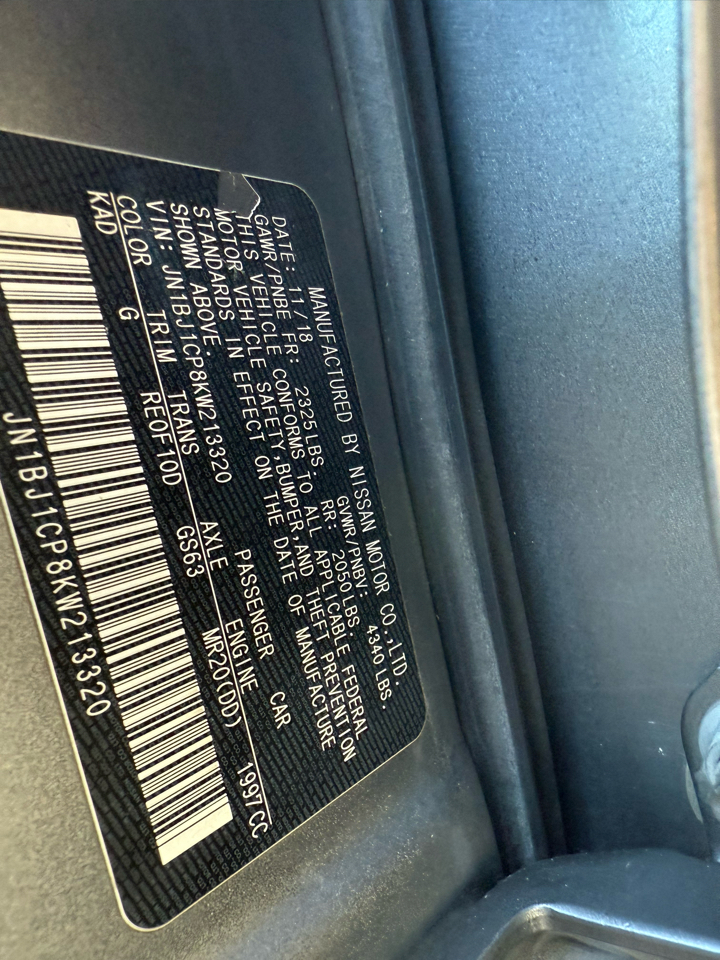 MANUFACTURED BY NISSAN MOTOR CO.,LTD.
DATE: 11/18 GVWR/PNBV: 4340 LBS.
GAWR/PNBE FR: 2325 LBS. RR: 2050 LBS.
THIS VEHICLE CONFORMS TO ALL APPLICABLE FEDERAL
MOTOR VEHICLE SAFETY,BUMPER,AND THEFT PREVENTION
STANDARDS IN EFFECT ON THE DATE OF MANUFACTURE
SHOWN ABOVE.
VIN: JN1BJ1CP8KW213320 PASSENGER CAR
COLOR TRIM TRANS AXLE ENGINE
KAD G RE0F10D GS63 MR20(DD) 1997CC
JN1BJ1CP8KW213320